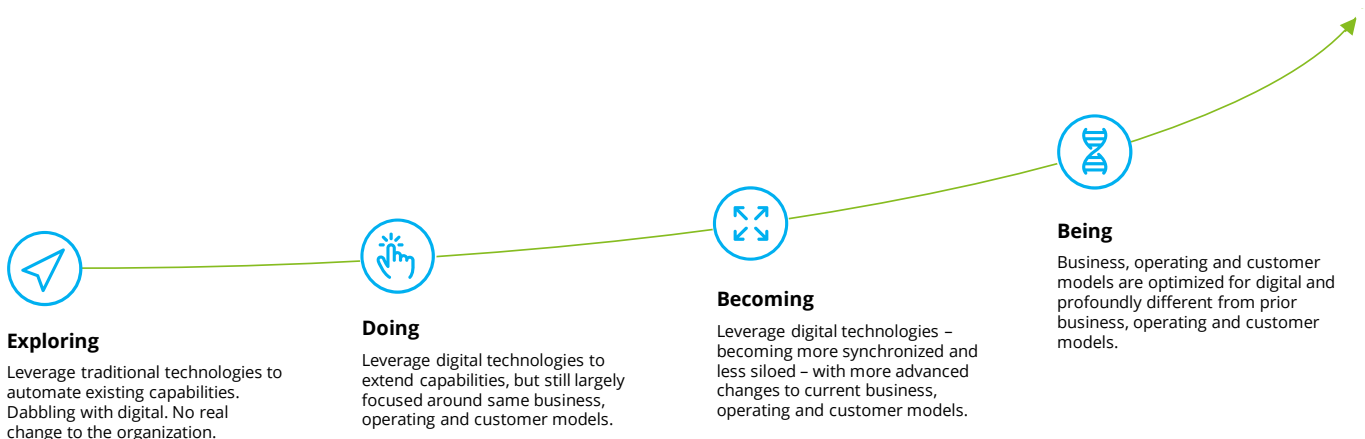 Exploring
Leverage traditional technologies to
automate existing capabilities.
Dabbling with digital. No real
change to the organization.
Doing
Leverage digital technologies to
extend capabilities, but still largely
focused around same business,
operating and customer models.
Becoming
Leverage digital technologies –
becoming more synchronized and
less siloed – with more advanced
changes to current business,
operating and customer models.
Being
Business, operating and customer
models are optimized for digital and
profoundly different from prior
business, operating and customer
models.